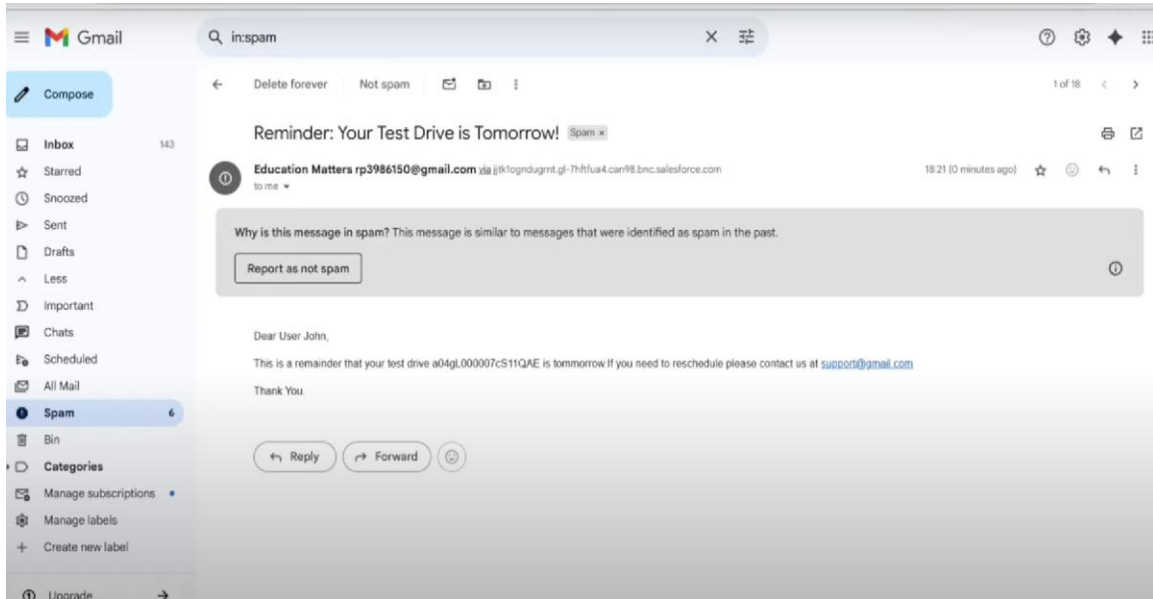 Gmail
in:spam
Compose
Delete forever Not spam 1 of 18
Reminder: Your Test Drive is Tomorrow! Spam x
Inbox 143
Education Matters rp3986150@gmail.com via 18:21 (0 minutes ago)
to me
Starred
Snoozed
Sent
Why is this message in spam? This message is similar to messages that were identified as spam in the past.
Drafts
Report as not spam
Less
Important
Chats
Dear User John,
Scheduled
This is a remainder that your test drive a04gL000007cS11QAE is tommorrow If you need to reschedule please contact us at support@gmail.com
All Mail
Thank You.
Spam 6
Bin
Reply Forward
Categories
Manage subscriptions
Manage labels
Create new label
Upgrade